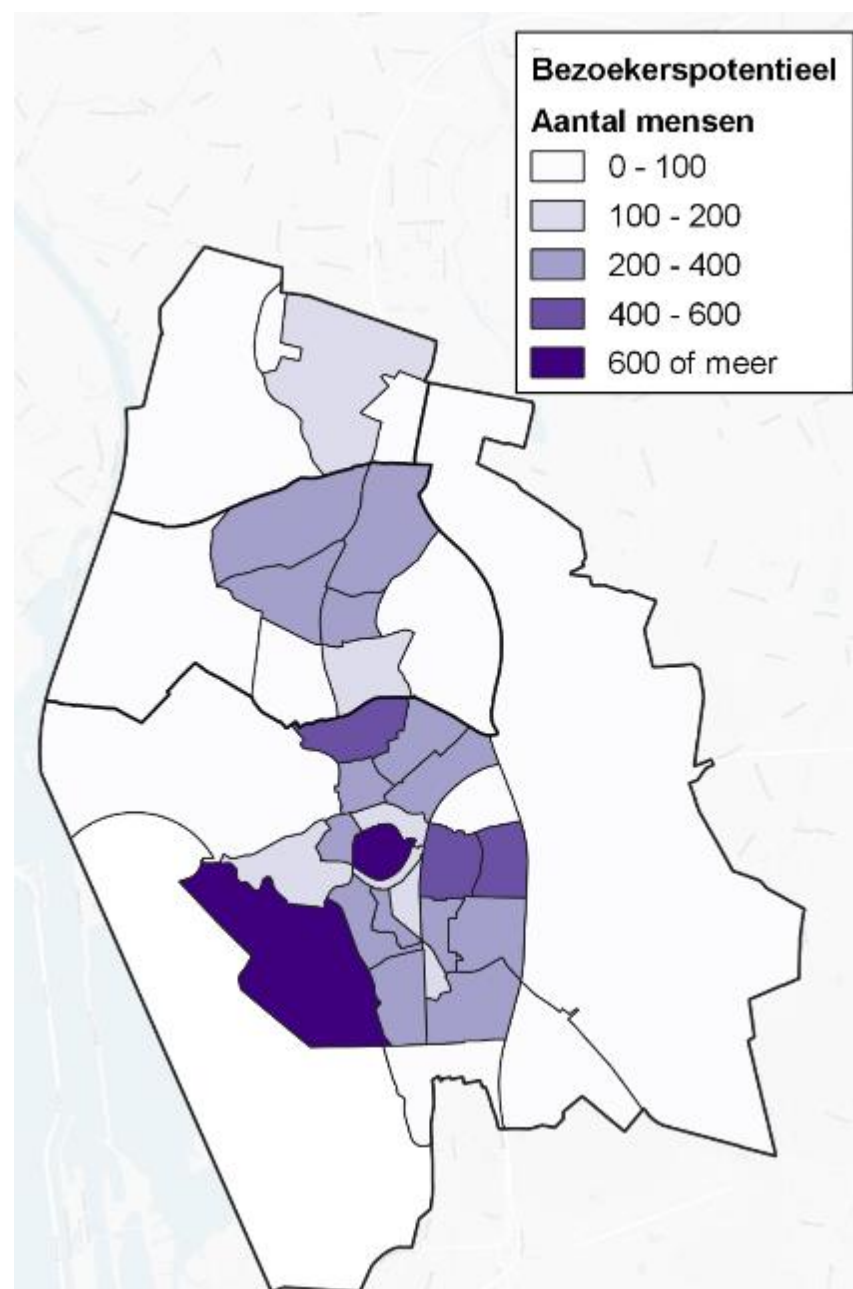 Bezoekerspotentieel
Aantal mensen
0 - 100
100 - 200
200 - 400
400 - 600
600 of meer